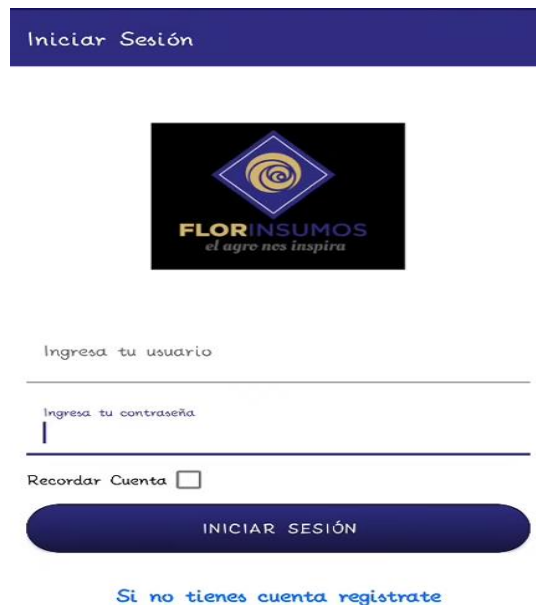 Iniciar Sesión
FLORINSUMOS
el agro nos inspira
Ingresa tu usuario
Ingresa tu contraseña
Recordar Cuenta
INICIAR SESIÓN
Si no tienes cuenta registrate